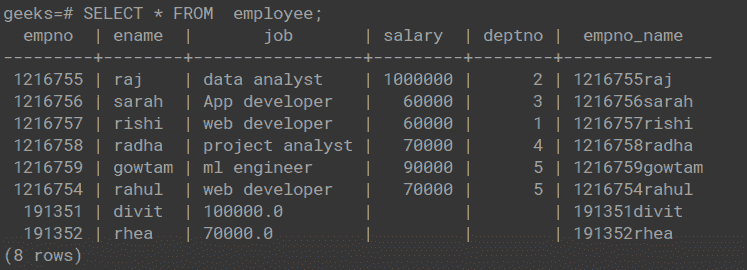 geeks=# SELECT * FROM  employee;
  empno  | ename  |       job       | salary  | deptno |  empno_name
---------+--------+-----------------+---------+--------+---------------
 1216755 | raj    | data analyst    | 1000000 |      2 | 1216755raj
 1216756 | sarah  | App developer   |   60000 |      3 | 1216756sarah
 1216757 | rishi  | web developer   |   60000 |      1 | 1216757rishi
 1216758 | radha  | project analyst |   70000 |      4 | 1216758radha
 1216759 | gowtam | ml engineer     |   90000 |      5 | 1216759gowtam
 1216754 | rahul  | web developer   |   70000 |      5 | 1216754rahul
  191351 | divit  | 100000.0        |         |        | 191351divit
  191352 | rhea   | 70000.0         |         |        | 191352rhea
(8 rows)